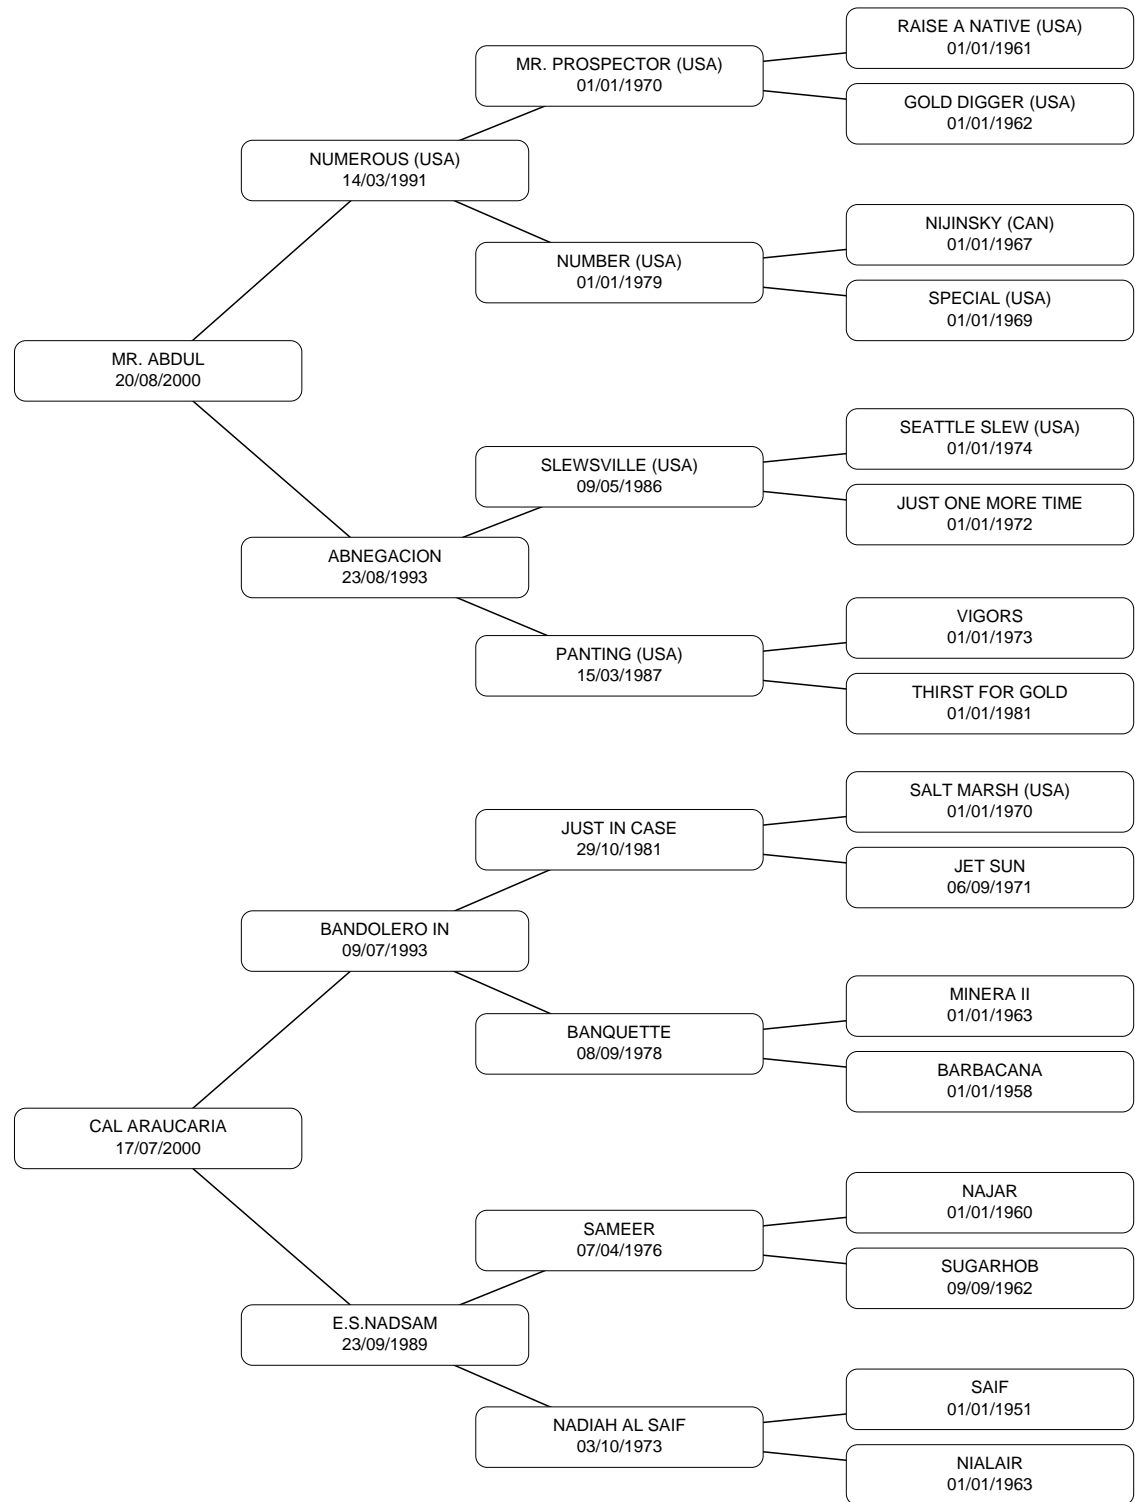 RAISE A NATIVE (USA)
01/01/1961
MR. PROSPECTOR (USA)
01/01/1970
GOLD DIGGER (USA)
01/01/1962
NUMEROUS (USA)
14/03/1991
NIJINSKY (CAN)
01/01/1967
NUMBER (USA)
01/01/1979
SPECIAL (USA)
01/01/1969
MR. ABDUL
20/08/2000
SEATTLE SLEW (USA)
01/01/1974
SLEWSVILLE (USA)
09/05/1986
JUST ONE MORE TIME
01/01/1972
ABNEGACION
23/08/1993
VIGORS
01/01/1973
PANTING (USA)
15/03/1987
THIRST FOR GOLD
01/01/1981
SALT MARSH (USA)
01/01/1970
JUST IN CASE
29/10/1981
JET SUN
06/09/1971
BANDOLERO IN
09/07/1993
MINERA II
01/01/1963
BANQUETTE
08/09/1978
BARBACANA
01/01/1958
CAL ARAUCARIA
17/07/2000
NAJAR
01/01/1960
SAMEER
07/04/1976
SUGARHOB
09/09/1962
E.S.NADSAM
23/09/1989
SAIF
01/01/1951
NADIAH AL SAIF
03/10/1973
NIALAIR
01/01/1963